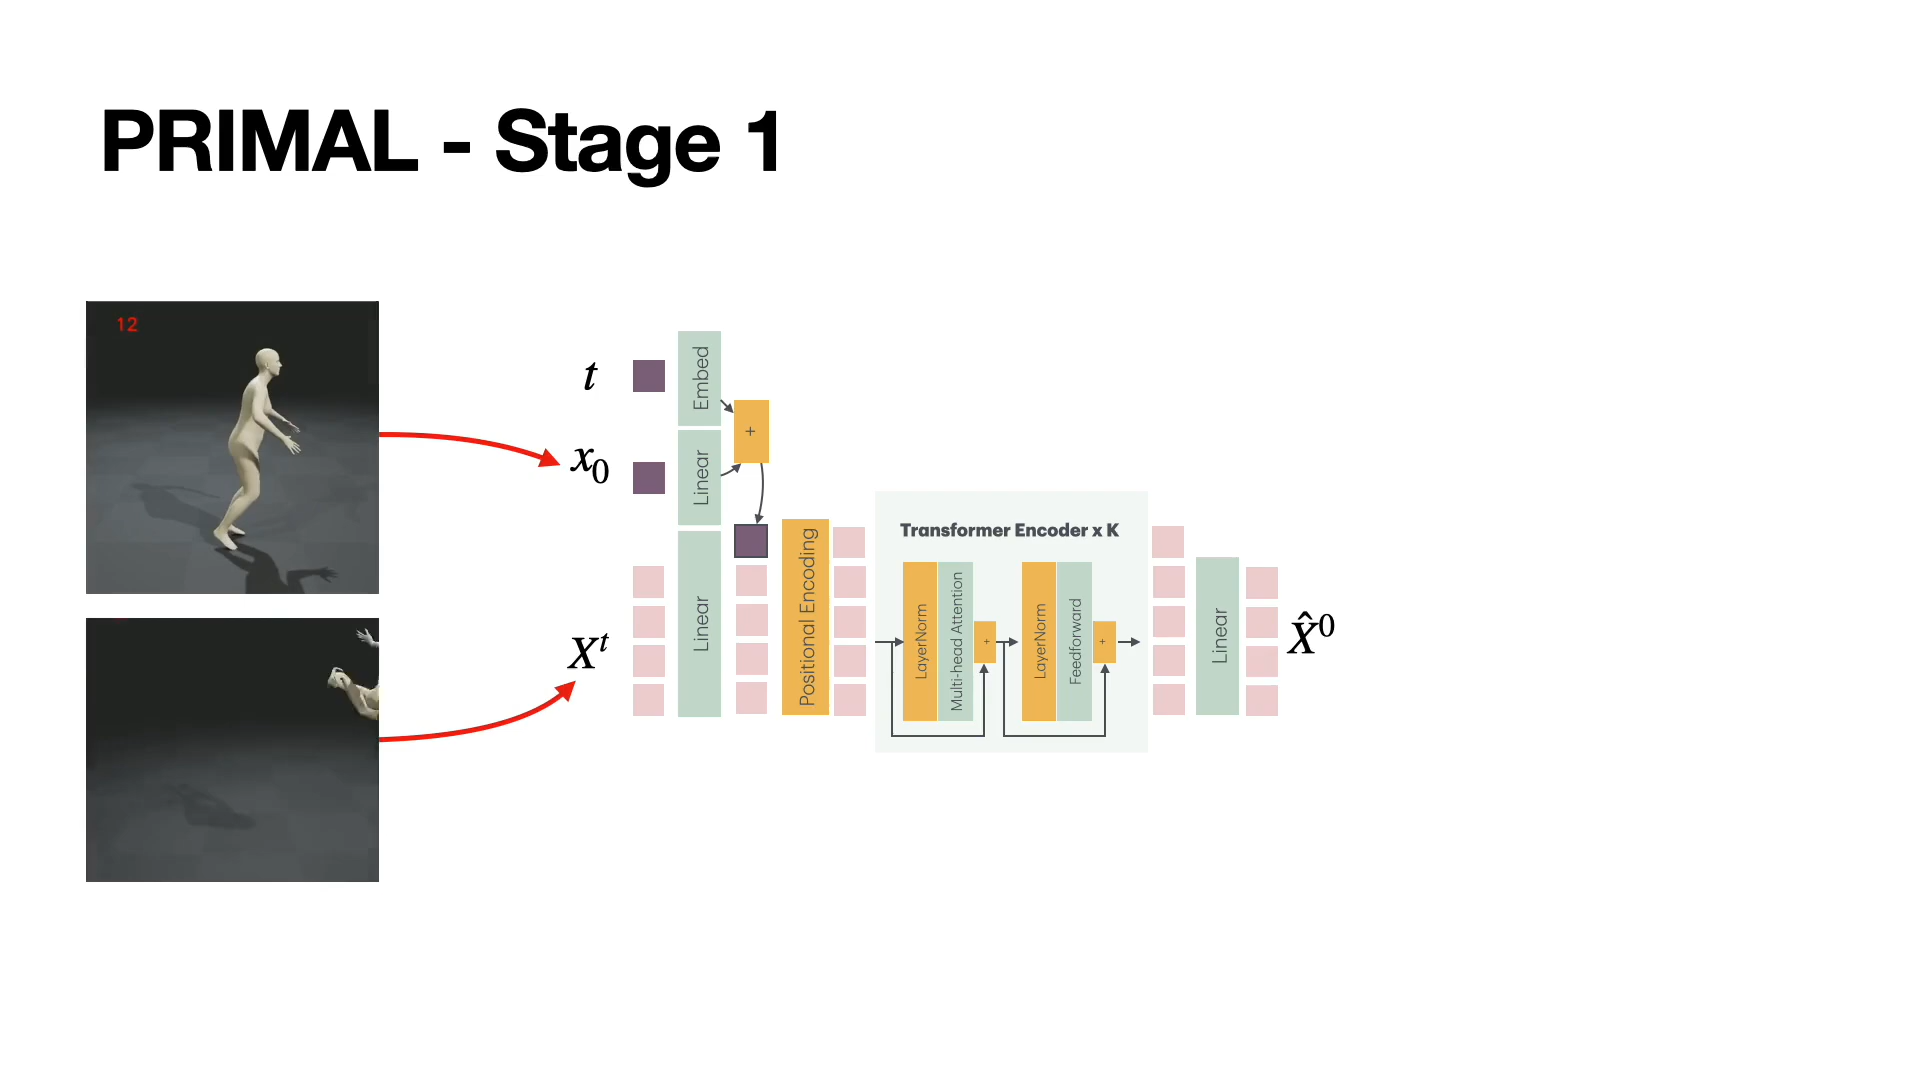 PRIMAL - Stage 1
12
t
Embed
+
x₀
Linear
Xᵗ
Linear
Positional Encoding
Transformer Encoder x K
LayerNorm
Multi-head Attention
+
LayerNorm
Feedforward
+
Linear
X̂⁰